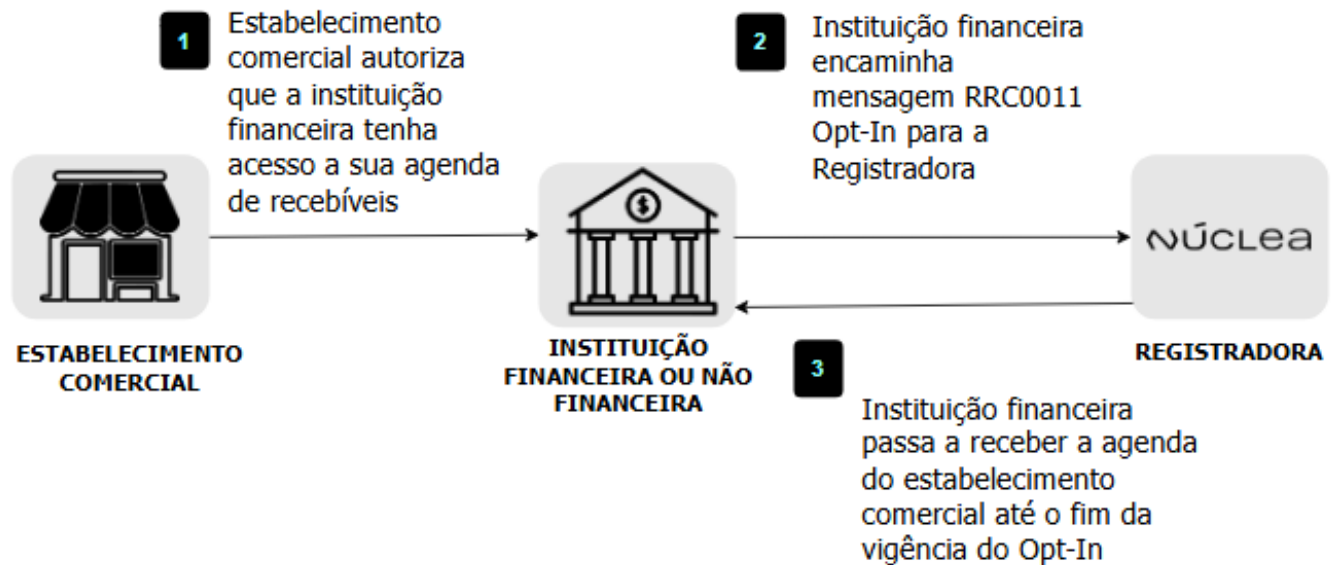 1
Estabelecimento
comercial autoriza
que a instituição
financeira tenha
acesso a sua agenda
de recebíveis
2
Instituição financeira
encaminha
mensagem RRC0011
Opt-In para a
Registradora
$
NÚCLea
ESTABELECIMENTO
COMERCIAL
INSTITUIÇÃO
FINANCEIRA OU NÃO
FINANCEIRA
REGISTRADORA
3
Instituição financeira
passa a receber a agenda
do estabelecimento
comercial até o fim da
vigência do Opt-In